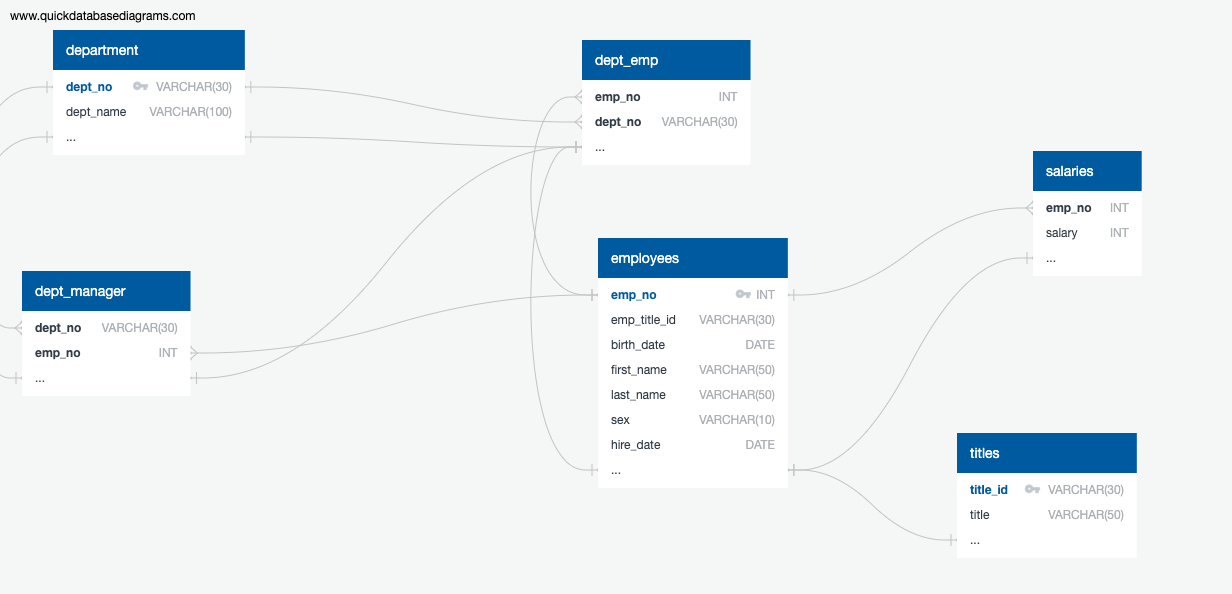 www.quickdatabasediagrams.com
department
dept_no VARCHAR(30)
dept_name VARCHAR(100)
...
dept_emp
emp_no INT
dept_no VARCHAR(30)
...
salaries
emp_no INT
salary INT
...
employees
emp_no INT
emp_title_id VARCHAR(30)
birth_date DATE
first_name VARCHAR(50)
last_name VARCHAR(50)
sex VARCHAR(10)
hire_date DATE
...
dept_manager
dept_no VARCHAR(30)
emp_no INT
...
titles
title_id VARCHAR(30)
title VARCHAR(50)
...